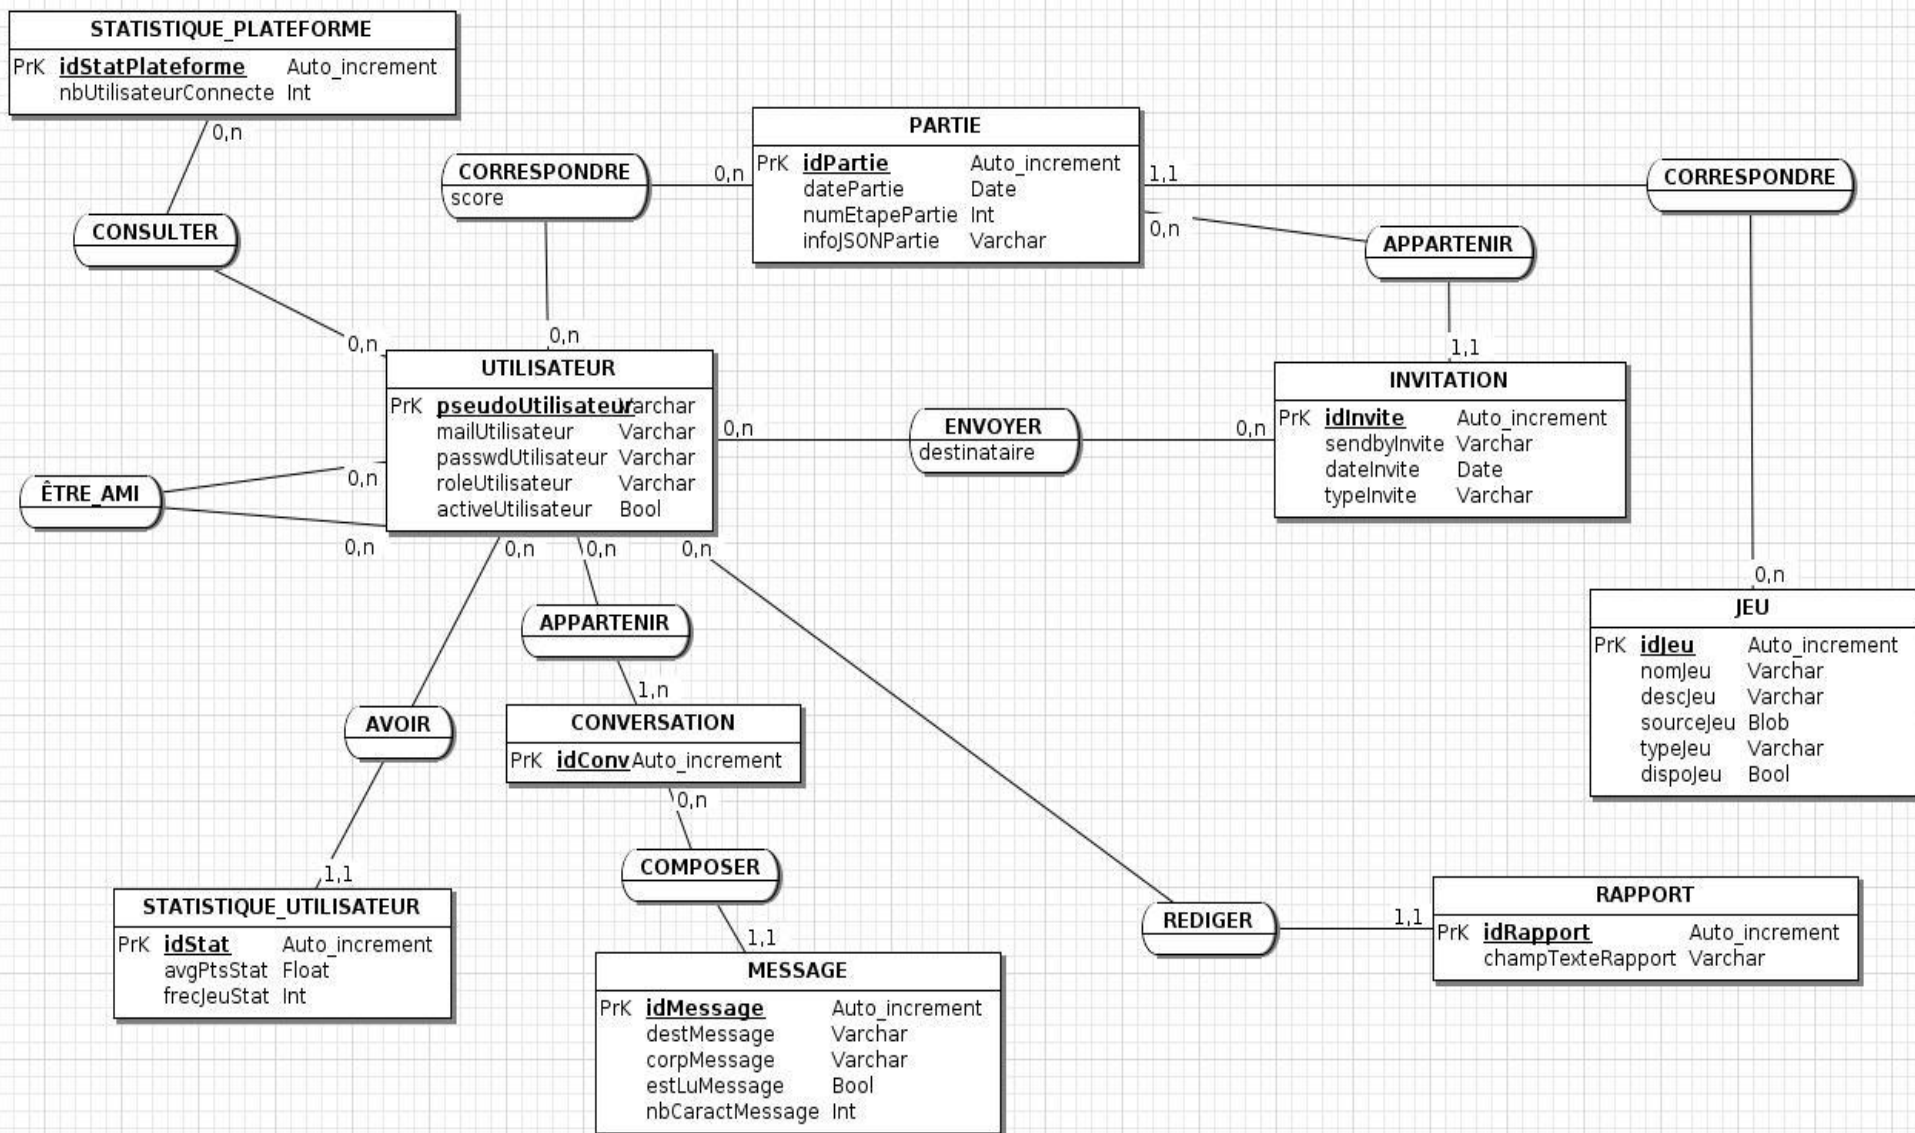 STATISTIQUE_PLATEFORME
PrK idStatPlateforme Auto_increment
nbUtilisateurConnecte Int
0,n
CONSULTER
0,n
CORRESPONDRE
score
0,n
0,n
PARTIE
PrK idPartie Auto_increment
datePartie Date
numEtapePartie Int
infoJSONPartie Varchar
1,1
0,n
CORRESPONDRE
APPARTENIR
1,1
UTILISATEUR
PrK pseudoUtilisateur Varchar
mailUtilisateur Varchar
passwdUtilisateur Varchar
roleUtilisateur Varchar
activeUtilisateur Bool
0,n
ENVOYER
destinataire
0,n
INVITATION
PrK idInvite Auto_increment
sendbyInvite Varchar
dateInvite Date
typeInvite Varchar
ÊTRE_AMI
0,n
0,n
0,n
0,n
0,n
0,n
JEU
PrK idJeu Auto_increment
nomJeu Varchar
descJeu Varchar
sourceJeu Blob
typeJeu Varchar
dispoJeu Bool
APPARTENIR
1,n
AVOIR
CONVERSATION
PrK idConv Auto_increment
0,n
COMPOSER
1,1
1,1
STATISTIQUE_UTILISATEUR
PrK idStat Auto_increment
avgPtsStat Float
frecJeuStat Int
MESSAGE
PrK idMessage Auto_increment
destMessage Varchar
corpMessage Varchar
estLuMessage Bool
nbCaractMessage Int
REDIGER
1,1
RAPPORT
PrK idRapport Auto_increment
champTexteRapport Varchar